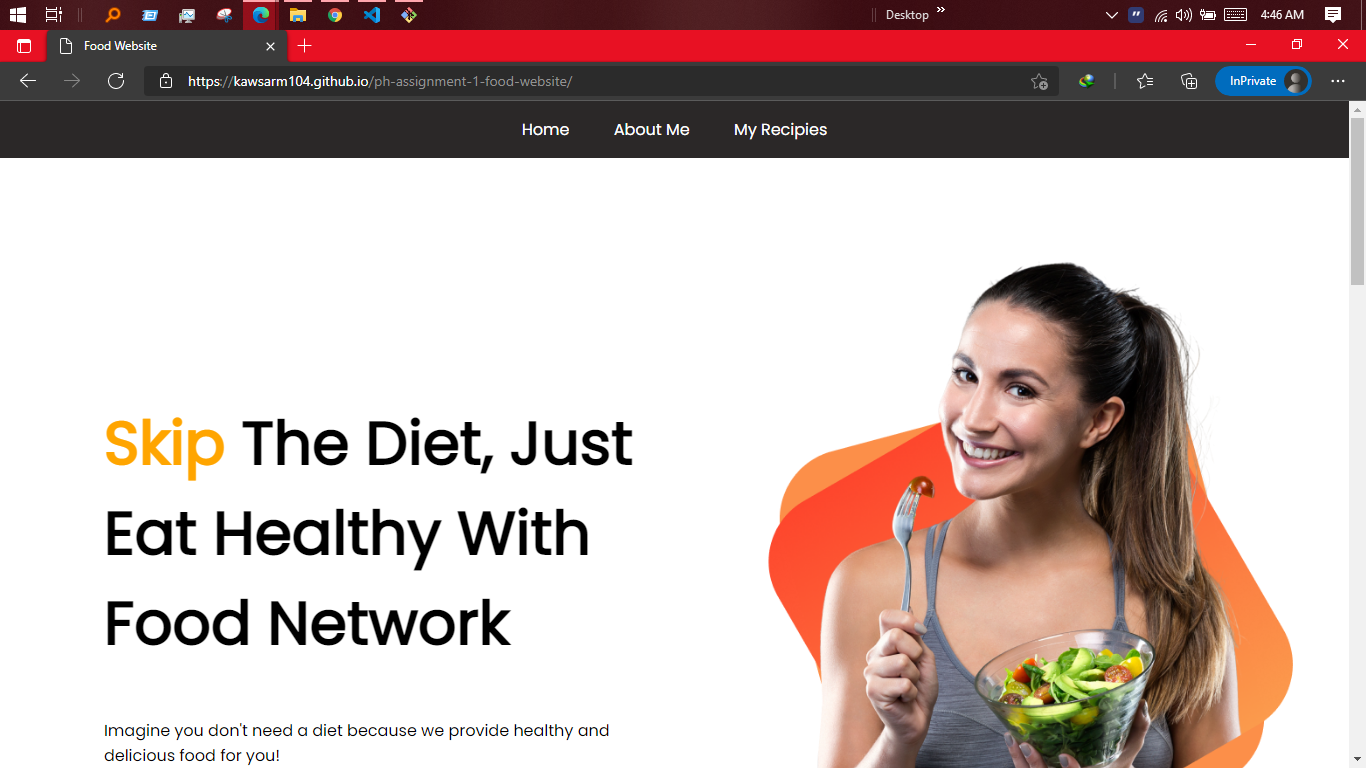 Desktop
4:46 AM
Food Website
https://kawsarm104.github.io/ph-assignment-1-food-website/
InPrivate
Home About Me My Recipies
Skip The Diet, Just
Eat Healthy With
Food Network
Imagine you don't need a diet because we provide healthy and
delicious food for you!